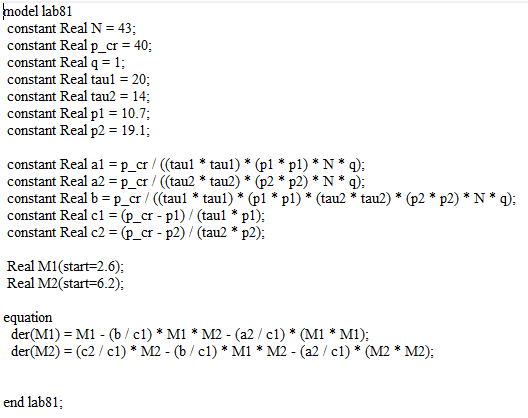 model lab81
constant Real N = 43;
constant Real p_cr = 40;
constant Real q = 1;
constant Real tau1 = 20;
constant Real tau2 = 14;
constant Real p1 = 10.7;
constant Real p2 = 19.1;
constant Real a1 = p_cr / ((tau1 * tau1) * (p1 * p1) * N * q);
constant Real a2 = p_cr / ((tau2 * tau2) * (p2 * p2) * N * q);
constant Real b = p_cr / ((tau1 * tau1) * (p1 * p1) * (tau2 * tau2) * (p2 * p2) * N * q);
constant Real c1 = (p_cr - p1) / (tau1 * p1);
constant Real c2 = (p_cr - p2) / (tau2 * p2);
Real M1(start=2.6);
Real M2(start=6.2);
equation
der(M1) = M1 - (b / c1) * M1 * M2 - (a2 / c1) * (M1 * M1);
der(M2) = (c2 / c1) * M2 - (b / c1) * M1 * M2 - (a2 / c1) * (M2 * M2);
end lab81;